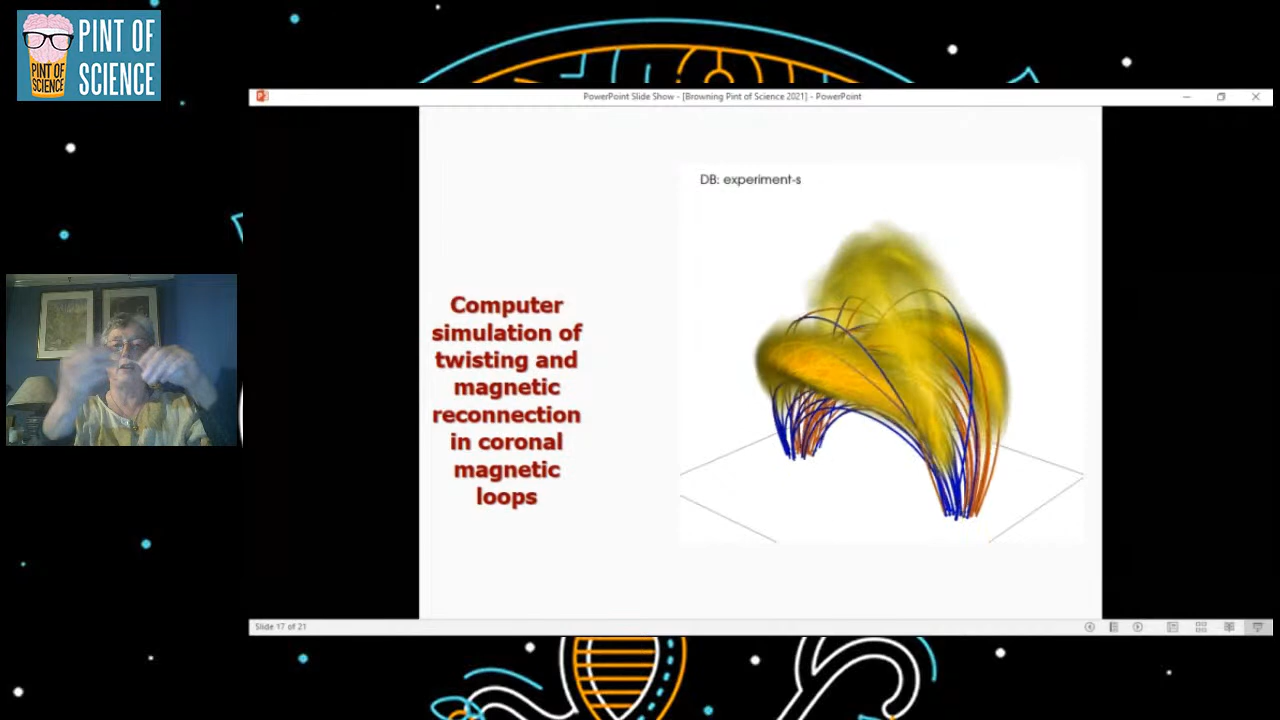 PINT OF
SCIENCE
PINT OF
SCIENCE
PowerPoint Slide Show - [Browning Pint of Science 2021] - PowerPoint
DB: experiment-s
Computer
simulation of
twisting and
magnetic
reconnection
in coronal
magnetic
loops
Slide 17 of 21